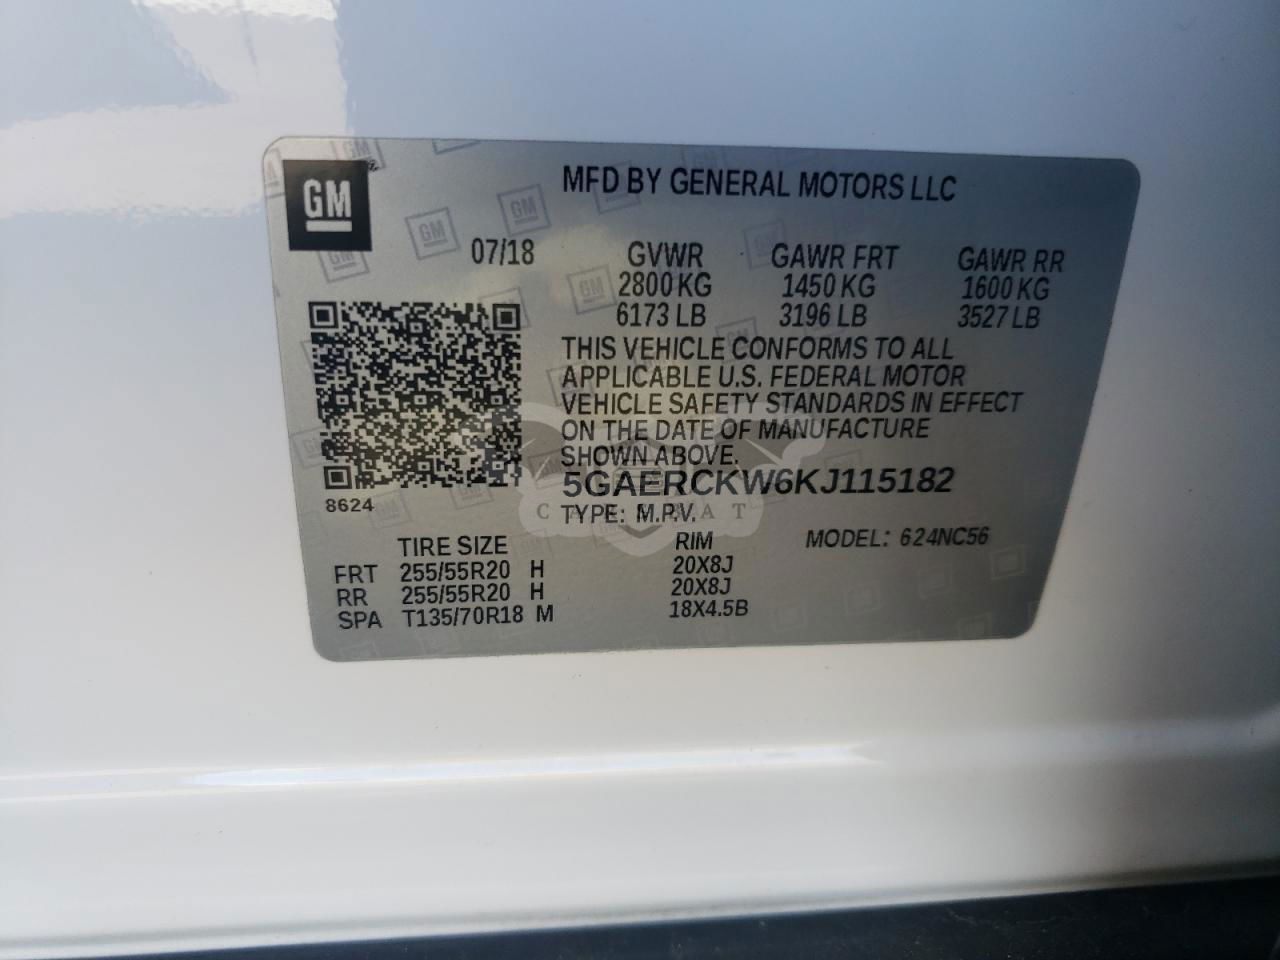 GM
MFD BY GENERAL MOTORS LLC
07/18 GVWR GAWR FRT GAWR RR
2800 KG 1450 KG 1600 KG
6173 LB 3196 LB 3527 LB
THIS VEHICLE CONFORMS TO ALL
APPLICABLE U.S. FEDERAL MOTOR
VEHICLE SAFETY STANDARDS IN EFFECT
ON THE DATE OF MANUFACTURE
SHOWN ABOVE.
5GAERCKW6KJ115182
8624
TYPE: M.P.V.
MODEL: 624NC56
TIRE SIZE RIM
FRT 255/55R20 H 20X8J
RR 255/55R20 H 20X8J
SPA T135/70R18 M 18X4.5B